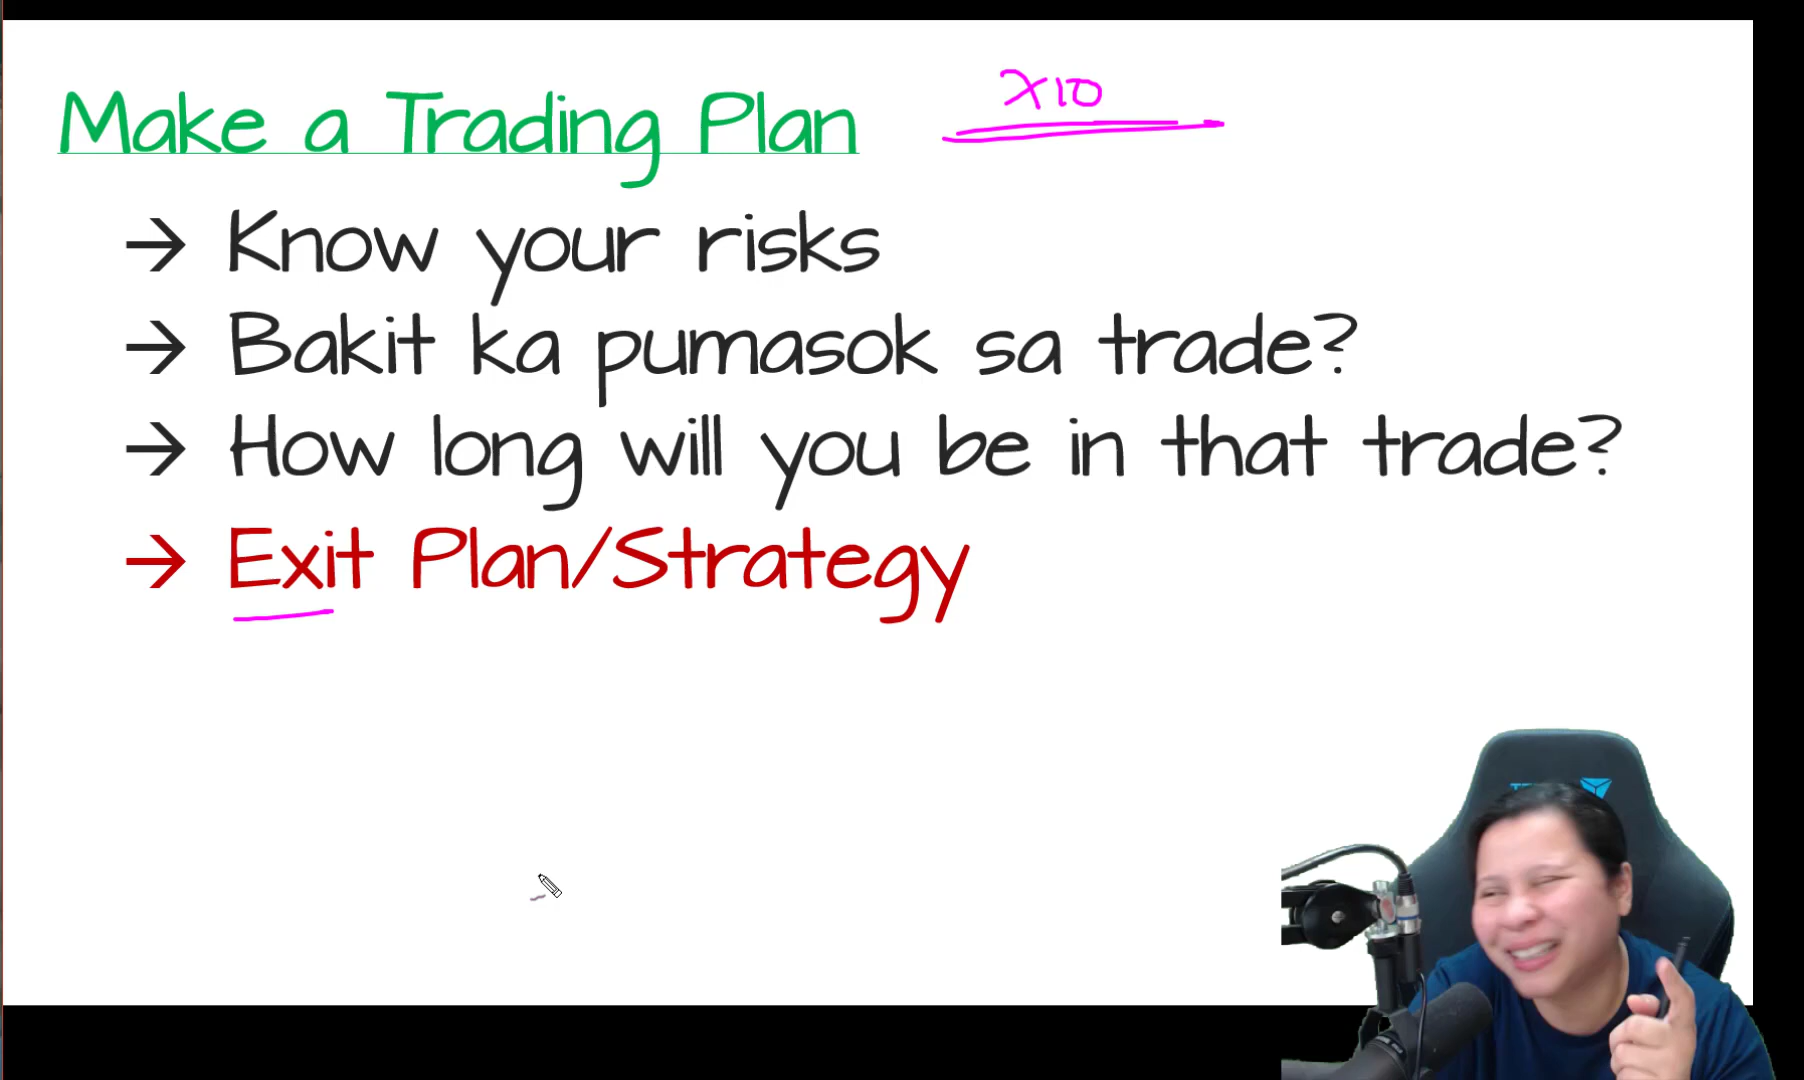 Make a Trading Plan x10
→ Know your risks
→ Bakit ka pumasok sa trade?
→ How long will you be in that trade?
→ Exit Plan/Strategy